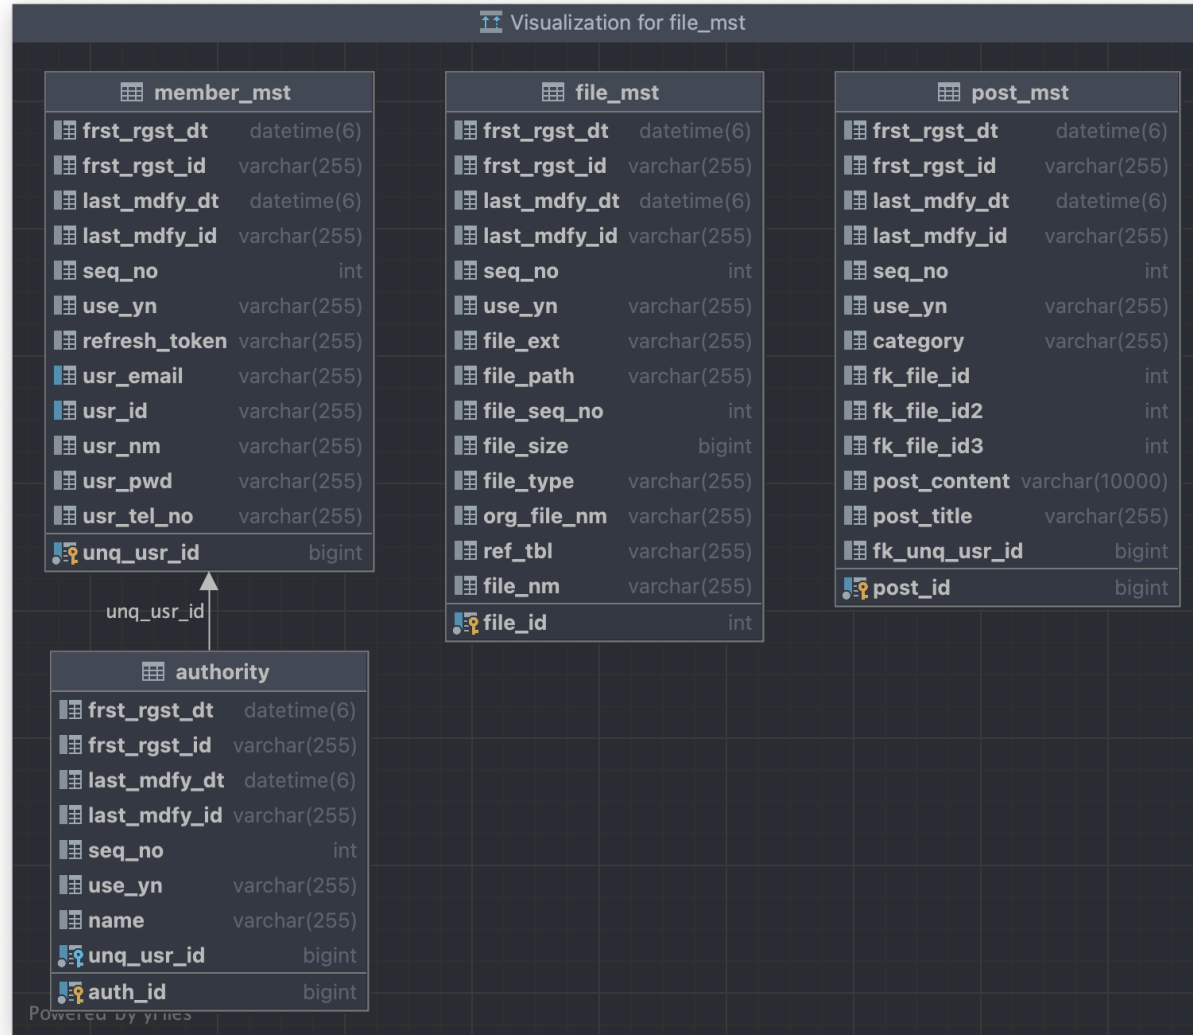 Visualization for file_mst
member_mst
frst_rgst_dt datetime(6)
frst_rgst_id varchar(255)
last_mdfy_dt datetime(6)
last_mdfy_id varchar(255)
seq_no int
use_yn varchar(255)
refresh_token varchar(255)
usr_email varchar(255)
usr_id varchar(255)
usr_nm varchar(255)
usr_pwd varchar(255)
usr_tel_no varchar(255)
unq_usr_id bigint
file_mst
frst_rgst_dt datetime(6)
frst_rgst_id varchar(255)
last_mdfy_dt datetime(6)
last_mdfy_id varchar(255)
seq_no int
use_yn varchar(255)
file_ext varchar(255)
file_path varchar(255)
file_seq_no int
file_size bigint
file_type varchar(255)
org_file_nm varchar(255)
ref_tbl varchar(255)
file_nm varchar(255)
file_id int
post_mst
frst_rgst_dt datetime(6)
frst_rgst_id varchar(255)
last_mdfy_dt datetime(6)
last_mdfy_id varchar(255)
seq_no int
use_yn varchar(255)
category varchar(255)
fk_file_id int
fk_file_id2 int
fk_file_id3 int
post_content varchar(10000)
post_title varchar(255)
fk_unq_usr_id bigint
post_id bigint
unq_usr_id
authority
frst_rgst_dt datetime(6)
frst_rgst_id varchar(255)
last_mdfy_dt datetime(6)
last_mdfy_id varchar(255)
seq_no int
use_yn varchar(255)
name varchar(255)
unq_usr_id bigint
auth_id bigint
Powered by yFiles